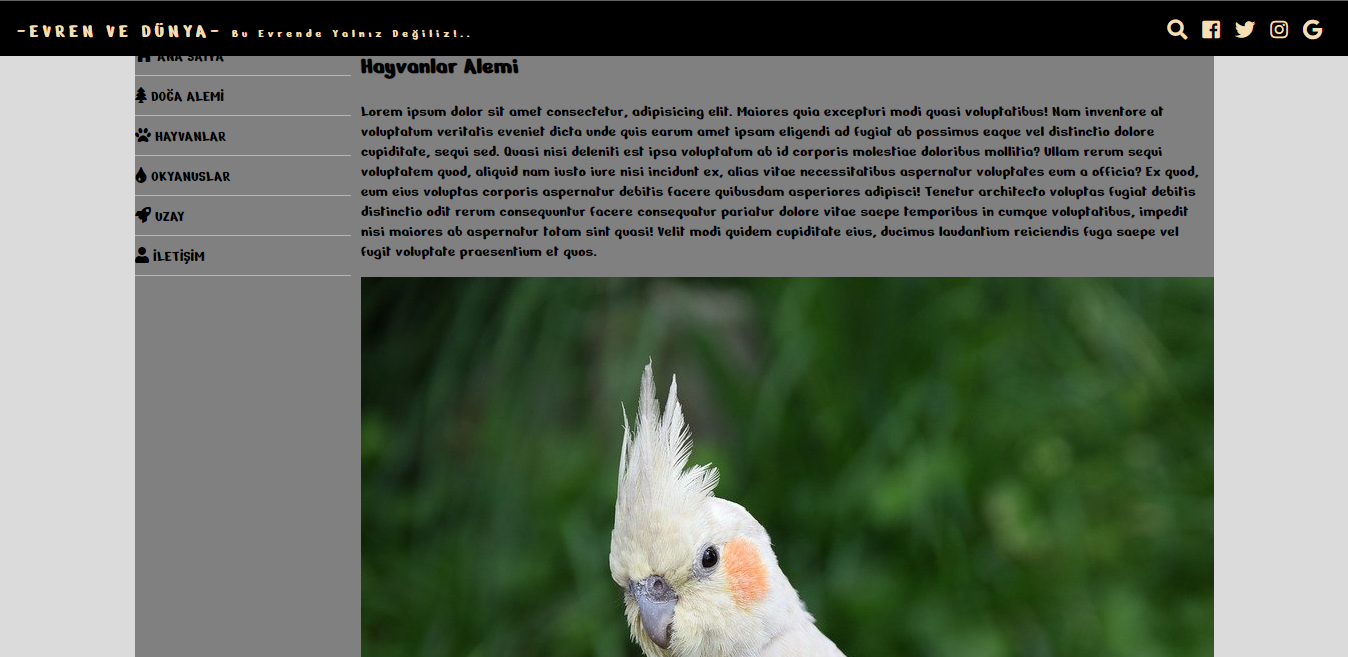 -EVREN VE DÜNYA- Bu Evrende Yalnız Değiliz!..
ANA SAYFA
DOĞA ALEMİ
HAYVANLAR
OKYANUSLAR
UZAY
İLETİŞİM
Hayvanlar Alemi
Lorem ipsum dolor sit amet consectetur, adipisicing elit. Maiores quia excepturi modi quasi voluptatibus! Nam inventore at
voluptatum veritatis eveniet dicta unde quis earum amet ipsam eligendi ad fugiat ab possimus eaque vel distinctio dolore
cupiditate, sequi sed. Quasi nisi deleniti est ipsa voluptatum ab id corporis molestiae doloribus mollitia? Ullam rerum sequi
voluptatem quod, aliquid nam iusto iure nisi incidunt ex, alias vitae necessitatibus aspernatur voluptates eum a officia? Ex quod,
eum eius voluptas corporis aspernatur debitis facere quibusdam asperiores adipisci! Tenetur architecto voluptas fugiat debitis
distinctio odit rerum consequuntur facere consequatur pariatur dolore vitae saepe temporibus in cumque voluptatibus, impedit
nisi maiores ab aspernatur totam sint quasi! Velit modi quidem cupiditate eius, ducimus laudantium reiciendis fuga saepe vel
fugit voluptate praesentium et quos.